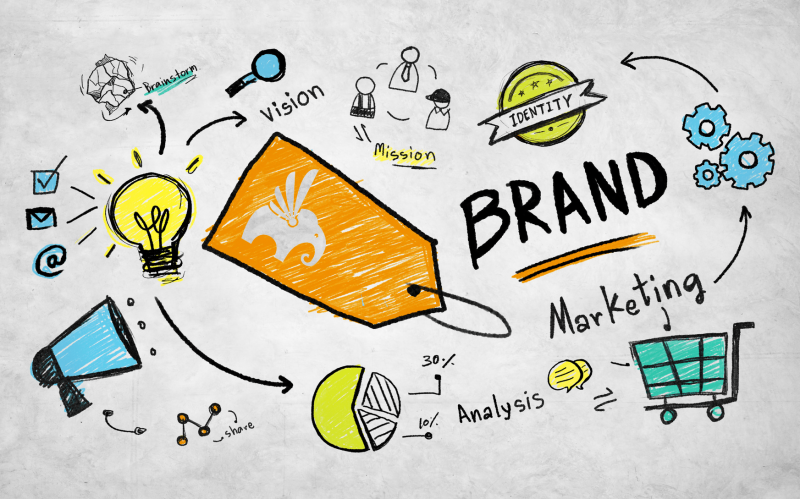 Brainstorm
Vision
Mission
IDENTITY
BRAND
@
Marketing
30%
10%
Analysis
share